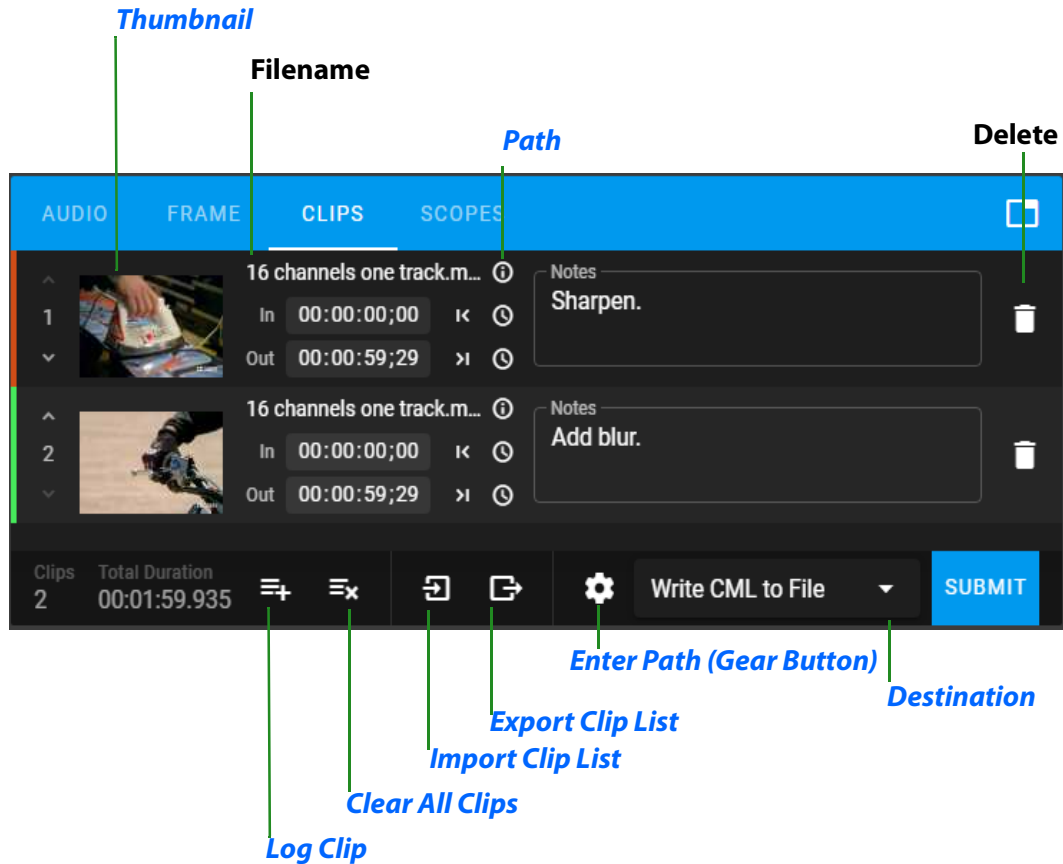 Thumbnail
Filename
Path
Delete
AUDIO FRAME CLIPS SCOPES
16 channels one track.m...
Notes
Sharpen.
1
In 00:00:00;00
Out 00:00:59;29
16 channels one track.m...
Notes
Add blur.
2
In 00:00:00;00
Out 00:00:59;29
Clips Total Duration
2 00:01:59.935
Write CML to File
SUBMIT
Enter Path (Gear Button)
Destination
Export Clip List
Import Clip List
Clear All Clips
Log Clip